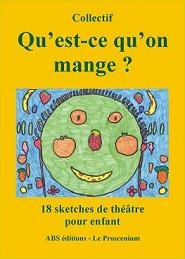 Collectif
Qu'est-ce qu'on
mange ?
18 sketches de théâtre
pour enfant
ABS éditions - Le Proscenium